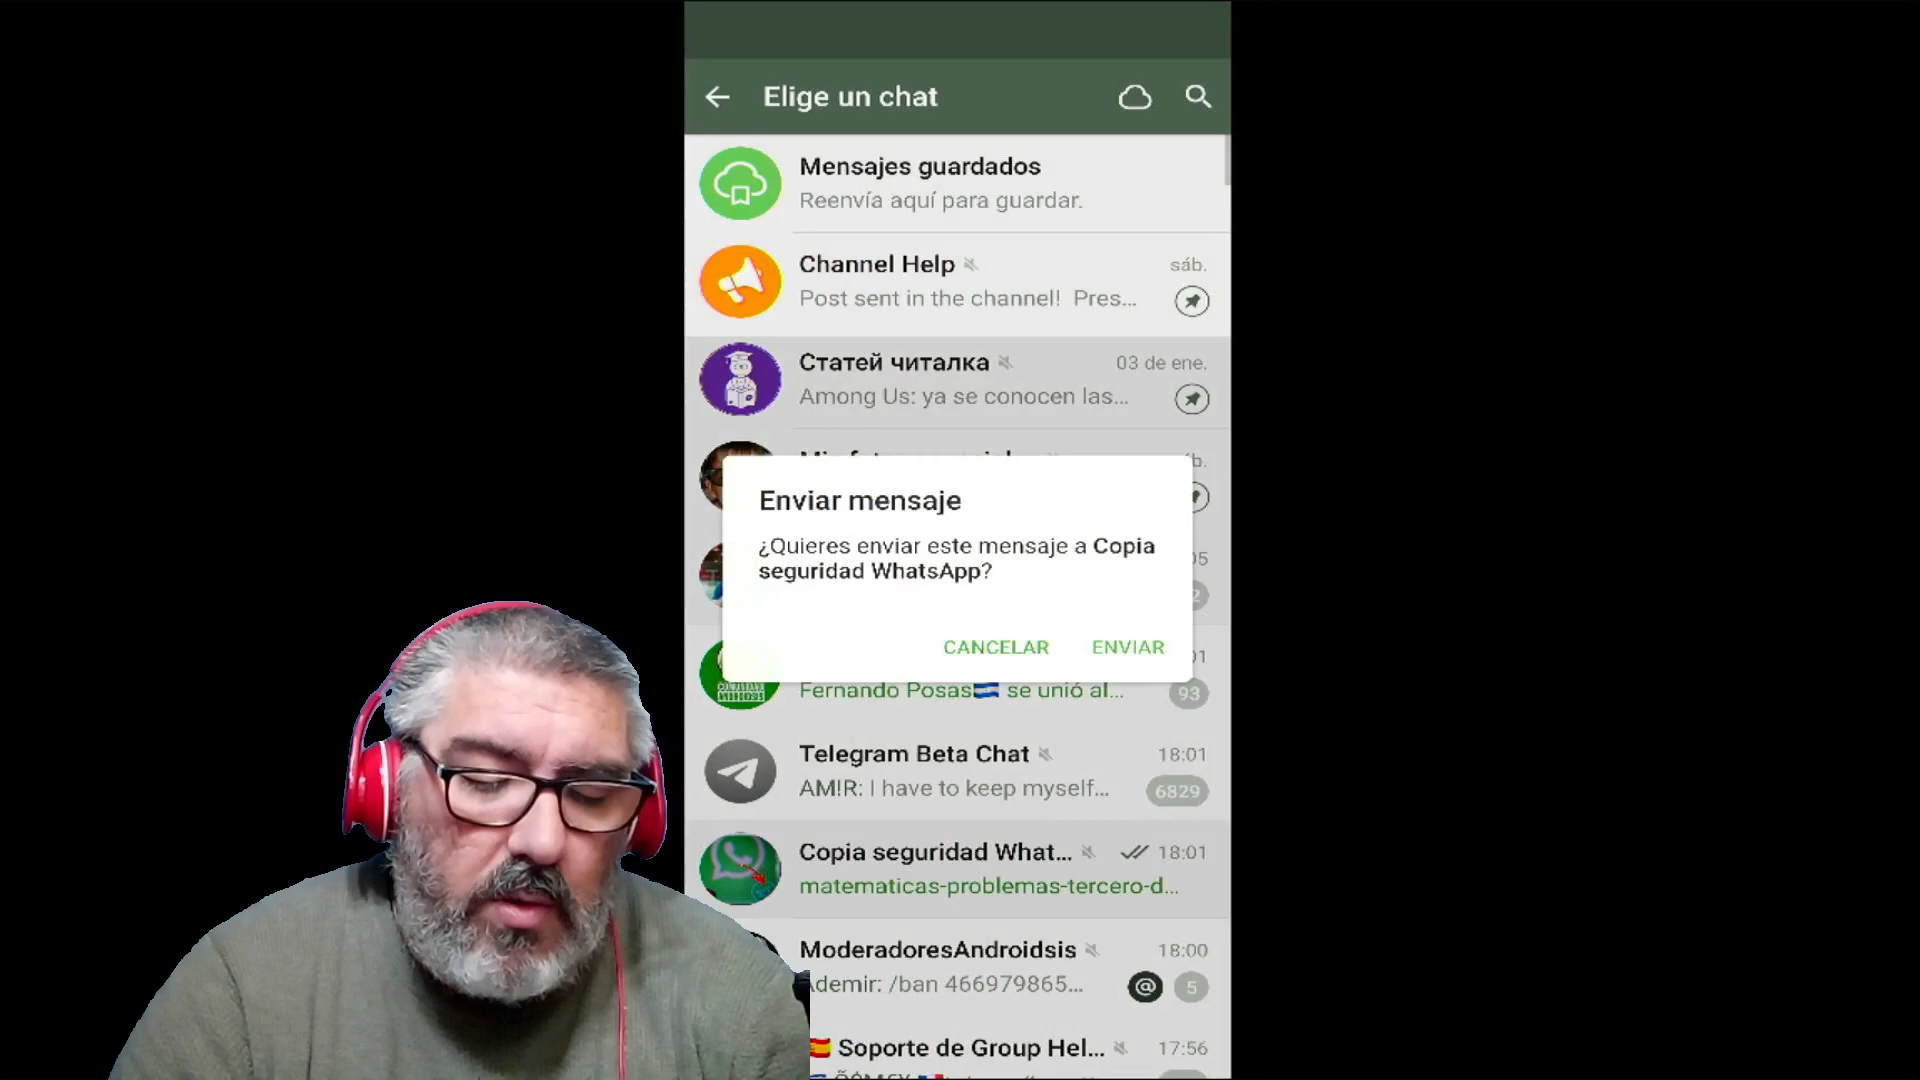 Elige un chat
Mensajes guardados
Reenvía aquí para guardar.
Channel Help
sáb.
Post sent in the channel! Pres...
Статей читалка
03 de ene.
Among Us: ya se conocen las...
Enviar mensaje
¿Quieres enviar este mensaje a Copia
seguridad WhatsApp?
CANCELAR
ENVIAR
Fernando Posas se unió al...
93
Telegram Beta Chat
18:01
AM!R: I have to keep myself...
6829
Copia seguridad What...
18:01
matematicas-problemas-tercero-d...
ModeradoresAndroidsis
18:00
Ademir: /ban 466979865...
@
5
Soporte de Group Hel...
17:56